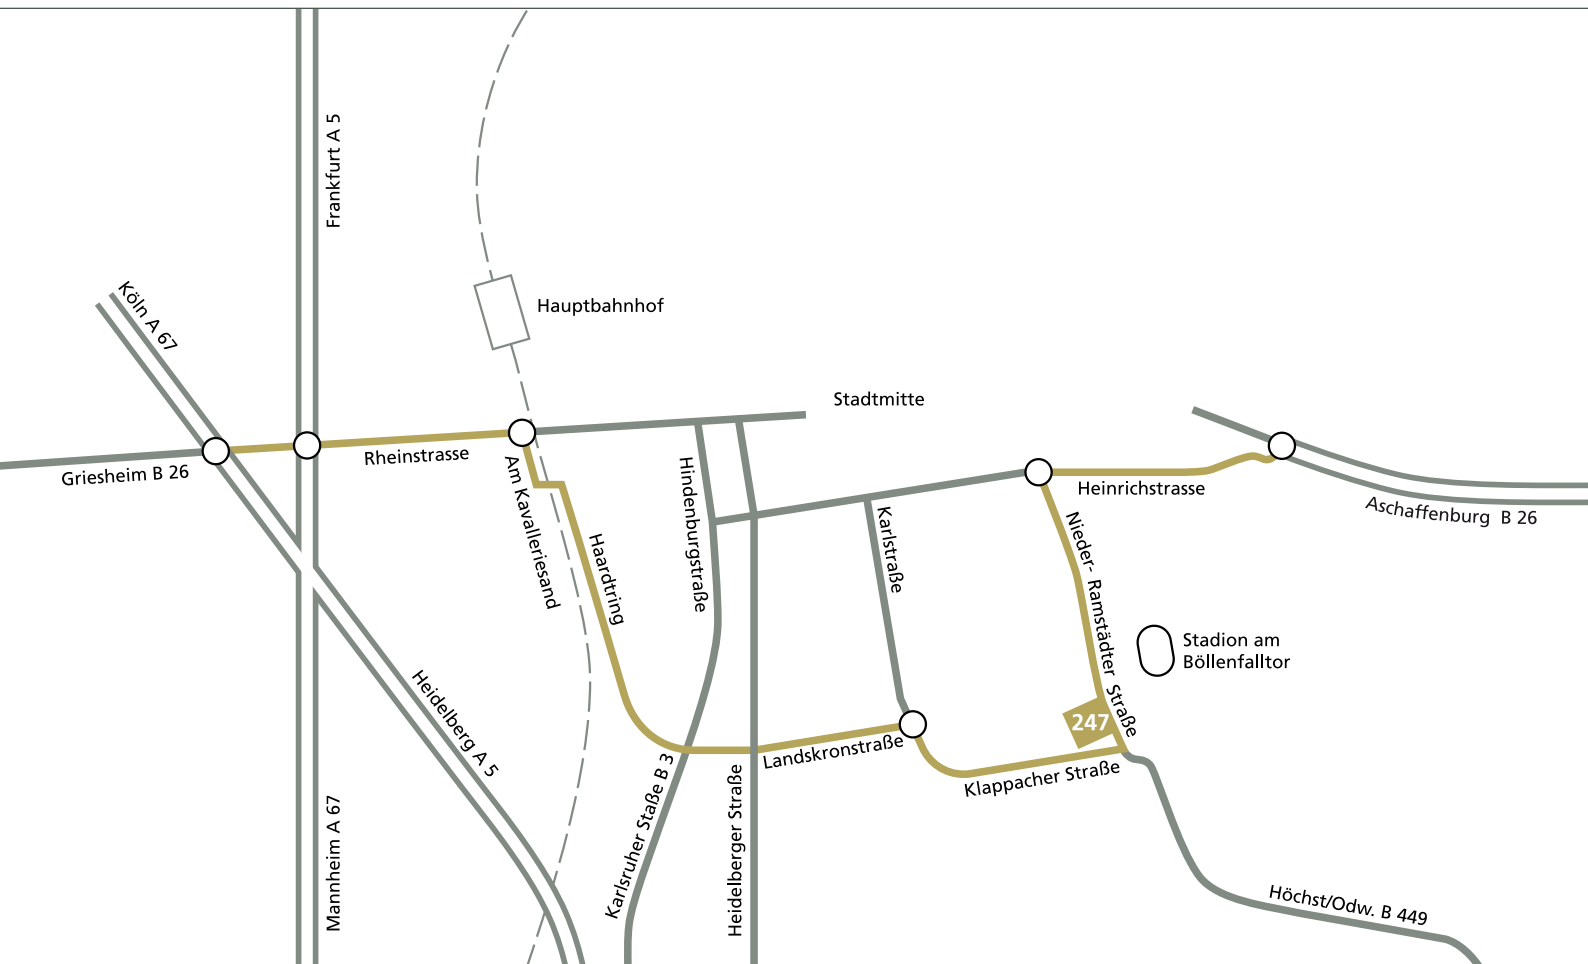 Frankfurt A 5
Köln A 67
Hauptbahnhof
Stadtmitte
Griesheim B 26
Rheinstrasse
Am Kavalleriesand
Haardtring
Hindenburgstraße
Karlstraße
Heinrichstrasse
Aschaffenburg B 26
Nieder- Ramstädter Straße
Stadion am
Böllenfalltor
247
Heidelberg A 5
Landskronstraße
Klappacher Straße
Mannheim A 67
Karlsruher Staße B 3
Heidelberger Straße
Höchst/Odw. B 449